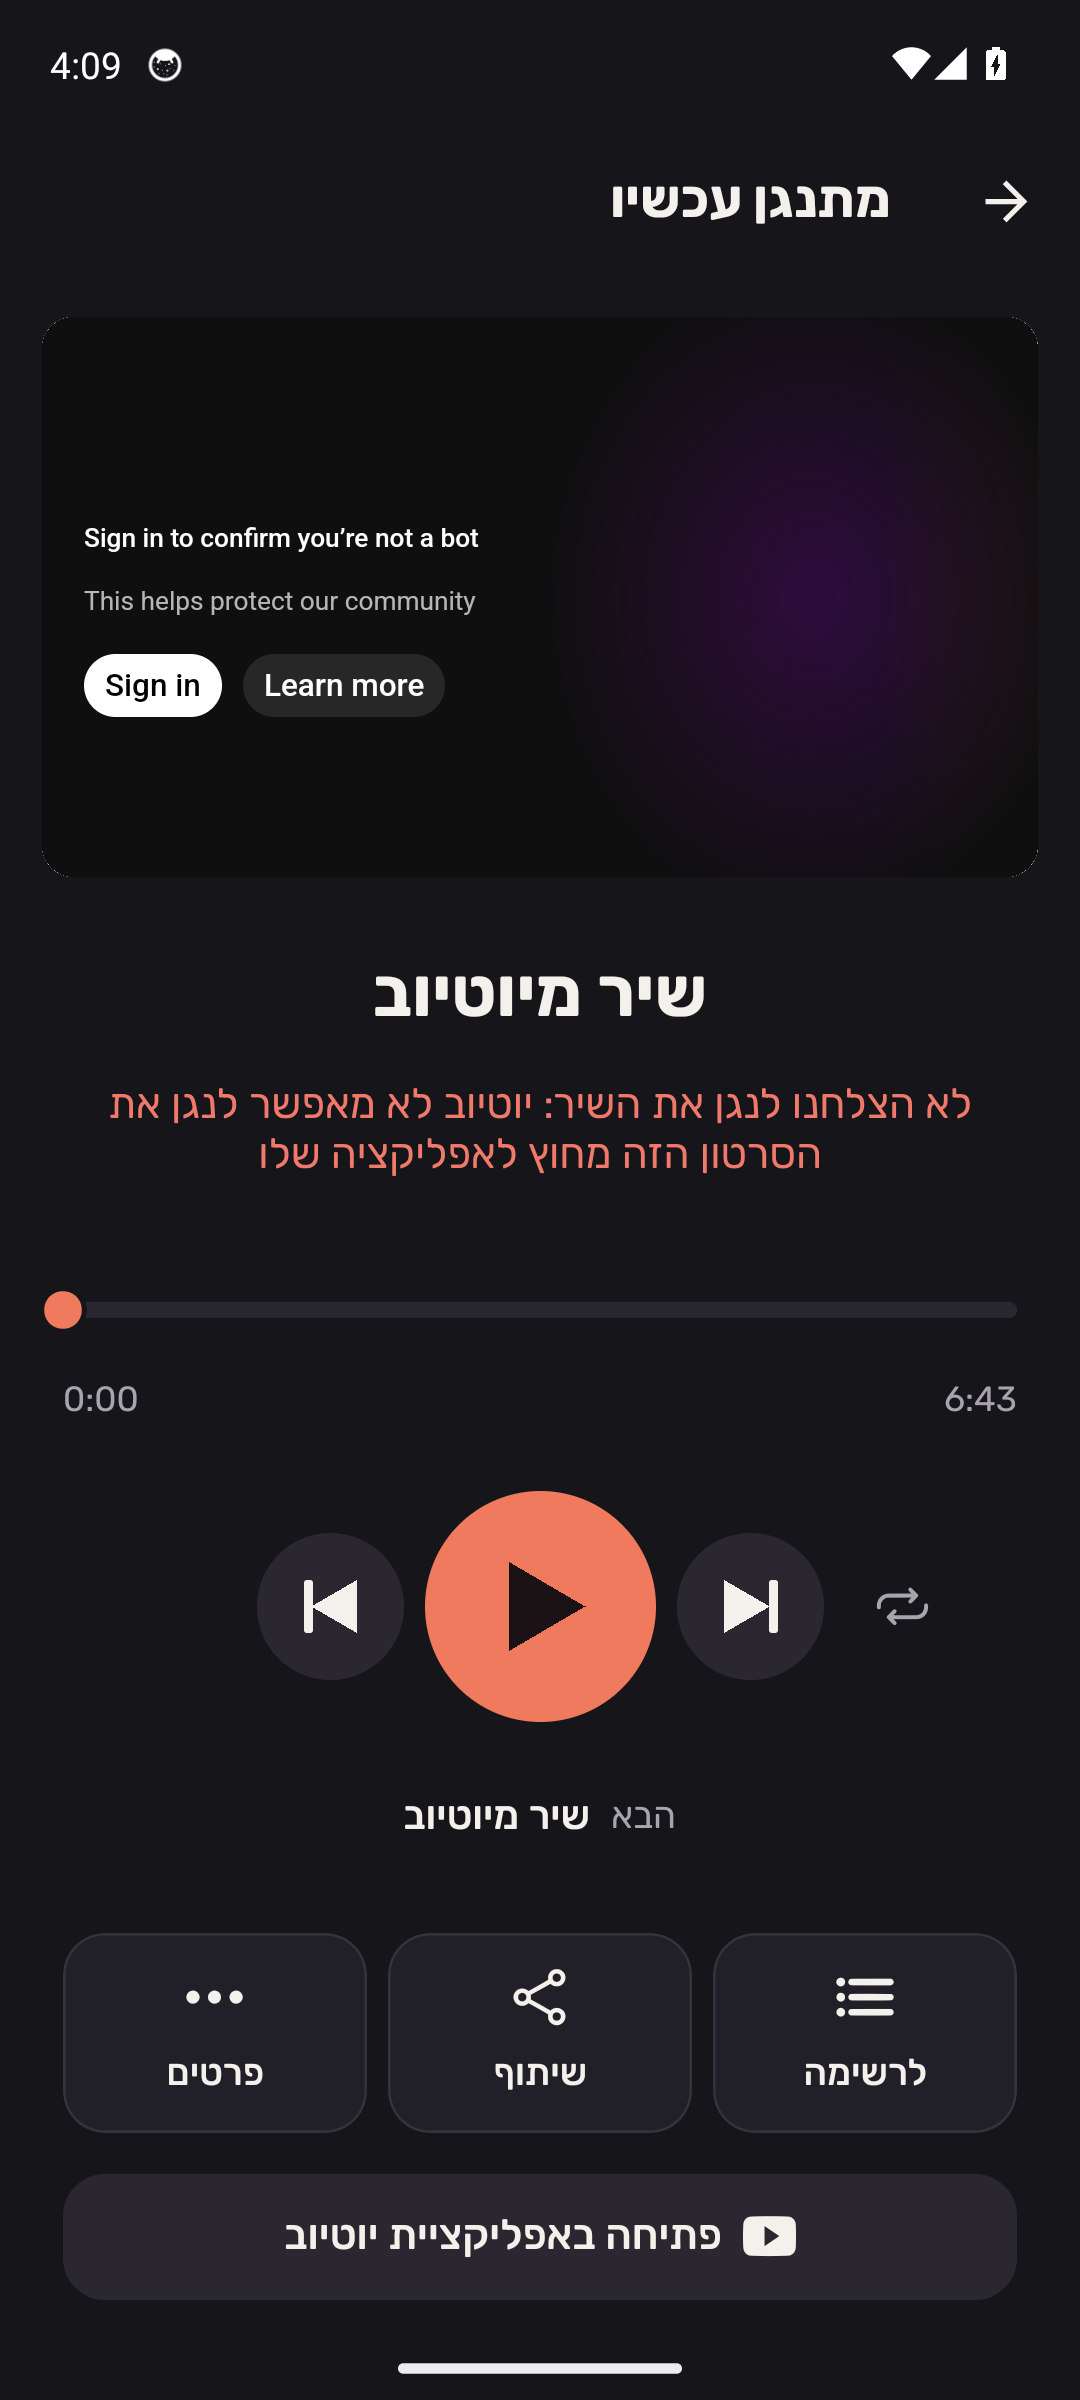 4:09
מתנגן עכשיו
Sign in to confirm you’re not a bot
This helps protect our community
Sign in
Learn more
שיר מיוטיוב
לא הצלחנו לנגן את השיר: יוטיוב לא מאפשר לנגן את
הסרטון הזה מחוץ לאפליקציה שלו
0:00
6:43
הבא שיר מיוטיוב
לרשימה
שיתוף
פרטים
פתיחה באפליקציית יוטיוב